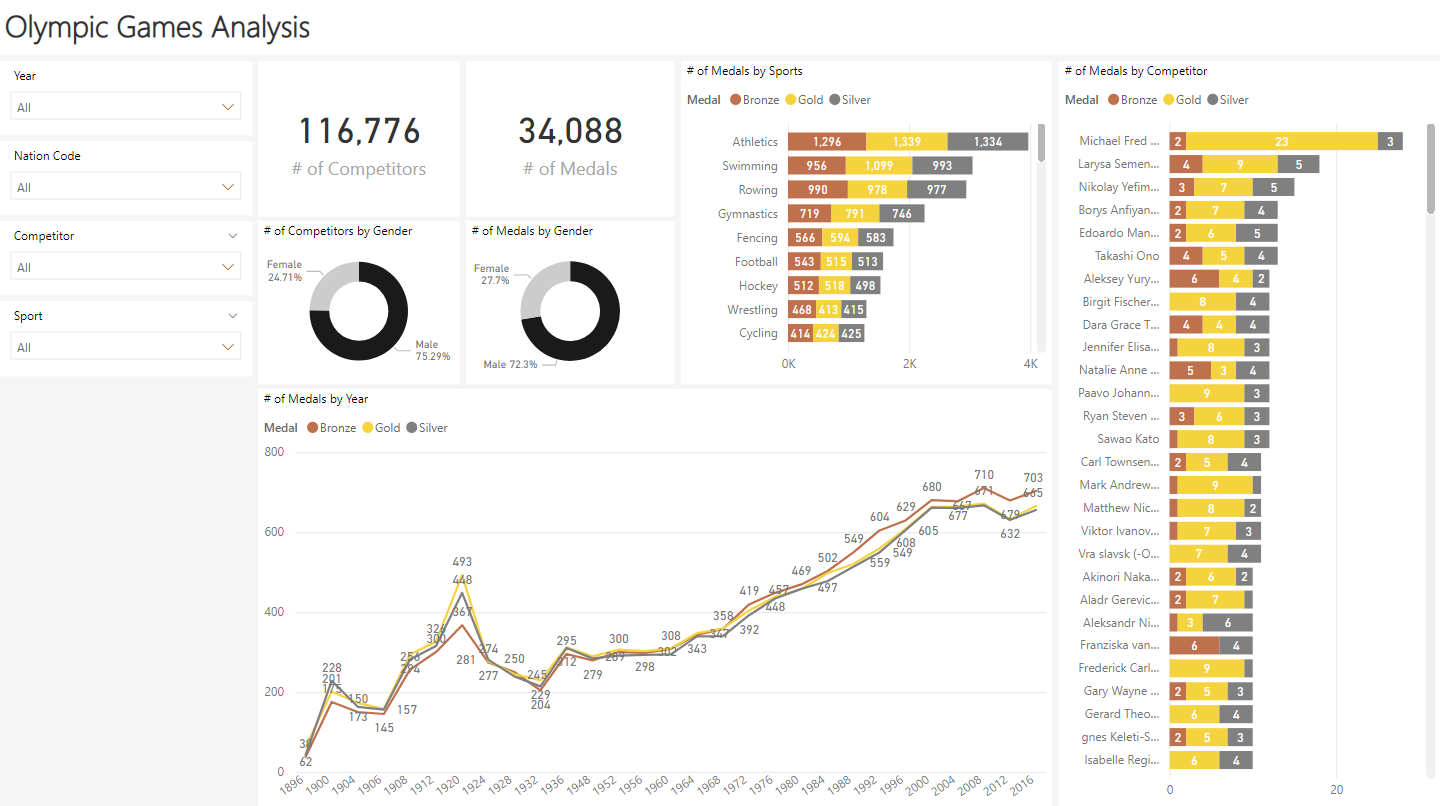 Olympic Games Analysis
Year
All
Nation Code
All
Competitor
All
Sport
All
116,776
# of Competitors
34,088
# of Medals
# of Competitors by Gender
Female
24.71%
Male
75.29%
# of Medals by Gender
Female
27.7%
Male 72.3%
# of Medals by Sports
Medal Bronze Gold Silver
Athletics 1,296 1,339 1,334
Swimming 956 1,099 993
Rowing 990 978 977
Gymnastics 719 791 746
Fencing 566 594 583
Football 543 515 513
Hockey 512 518 498
Wrestling 468 413 415
Cycling 414 424 425
0K 2K 4K
# of Medals by Competitor
Medal Bronze Gold Silver
Michael Fred ... 2 23 3
Larysa Semen... 4 9 5
Nikolay Yefim... 3 7 5
Borys Anfiyan... 2 7 4
Edoardo Man... 2 6 5
Takashi Ono 4 5 4
Aleksey Yury... 6 4 2
Birgit Fischer... 8 4
Dara Grace T... 4 4 4
Jennifer Elisa... 8 3
Natalie Anne ... 5 3 4
Paavo Johann... 9 3
Ryan Steven ... 3 6 3
Sawao Kato 8 3
Carl Townsen... 2 5 4
Mark Andrew... 9
Matthew Nic... 8 2
Viktor Ivanov... 7 3
Vra slavsk (-O... 7 4
Akinori Naka... 2 6 2
Aladr Gerevic... 2 7
Aleksandr Ni... 3 6
Franziska van... 6 4
Frederick Carl... 9
Gary Wayne ... 2 5 3
Gerard Theo... 6 4
gnes Keleti-S... 2 5 3
Isabelle Regi... 6 4
0 20
# of Medals by Year
Medal Bronze Gold Silver
800
600
400
200
0
62
228
201
175
150
173
145
157
256
294
300
493
448
367
281
274
277
250
245
229
204
295
312
279
300
298
308
302
343
358
347
419
392
457
448
469
502
497
549
604
559
629
608
549
680
605
667
677
710
671
679
632
703
665
1896 1900 1904 1906 1908 1912 1920 1924 1928 1932 1936 1948 1952 1956 1960 1964 1968 1972 1976 1980 1984 1988 1992 1996 2000 2004 2008 2012 2016